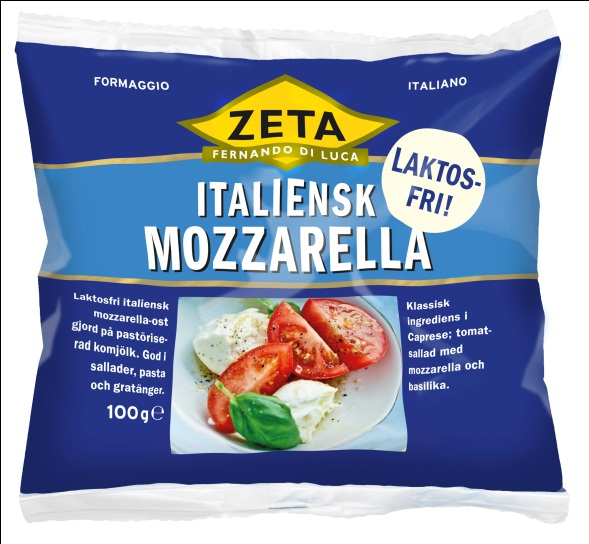 FORMAGGIO
ITALIANO
ZETA
FERNANDO DI LUCA
LAKTOS-
FRI!
ITALIENSK
MOZZARELLA
Laktosfri italiensk
mozzarella-ost
gjord på pastörise-
rad komjölk. God i
sallader, pasta
och gratänger.
100g℮
Klassisk
ingrediens i
Caprese; tomat-
sallad med
mozzarella och
basilika.